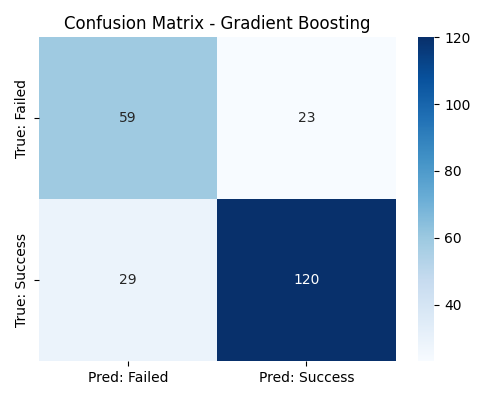 Confusion Matrix - Gradient Boosting
True: Failed
59
23
True: Success
29
120
Pred: Failed
Pred: Success
120
100
80
60
40